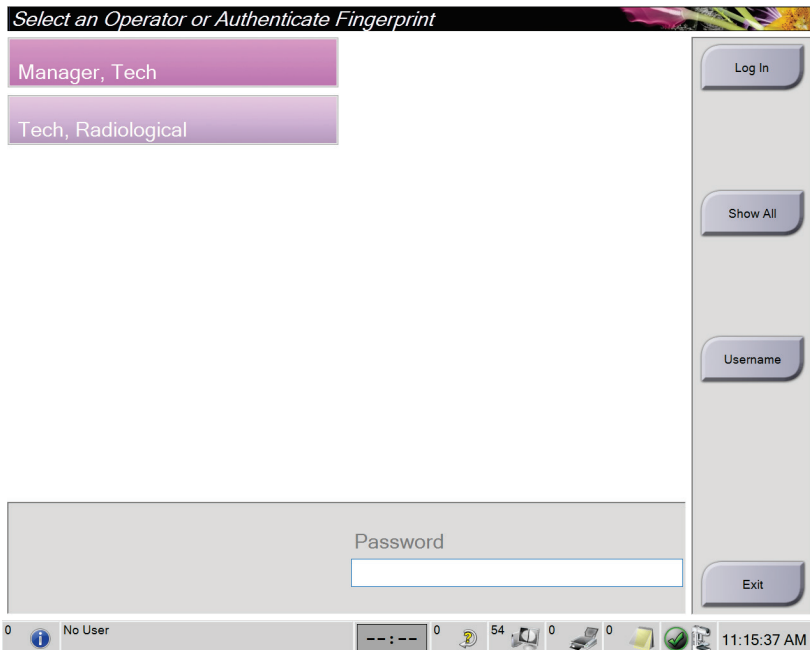 Select an Operator or Authenticate Fingerprint
Manager, Tech
Tech, Radiological
Log In
Show All
Username
Password
Exit
0 No User --:-- 0 54 0 0 11:15:37 AM